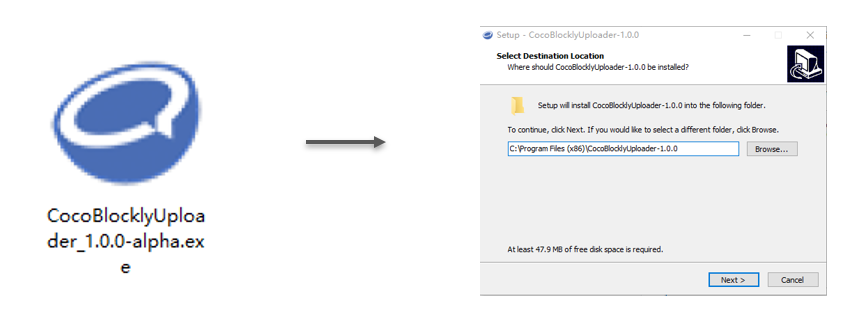 CocoBlocklyUploa
der_1.0.0-alpha.ex
e
Setup - CocoBlocklyUploader-1.0.0
Select Destination Location
Where should CocoBlocklyUploader-1.0.0 be installed?
Setup will install CocoBlocklyUploader-1.0.0 into the following folder.
To continue, click Next. If you would like to select a different folder, click Browse.
C:\Program Files (x86)\CocoBlocklyUploader-1.0.0
Browse...
At least 47.9 MB of free disk space is required.
Next >
Cancel